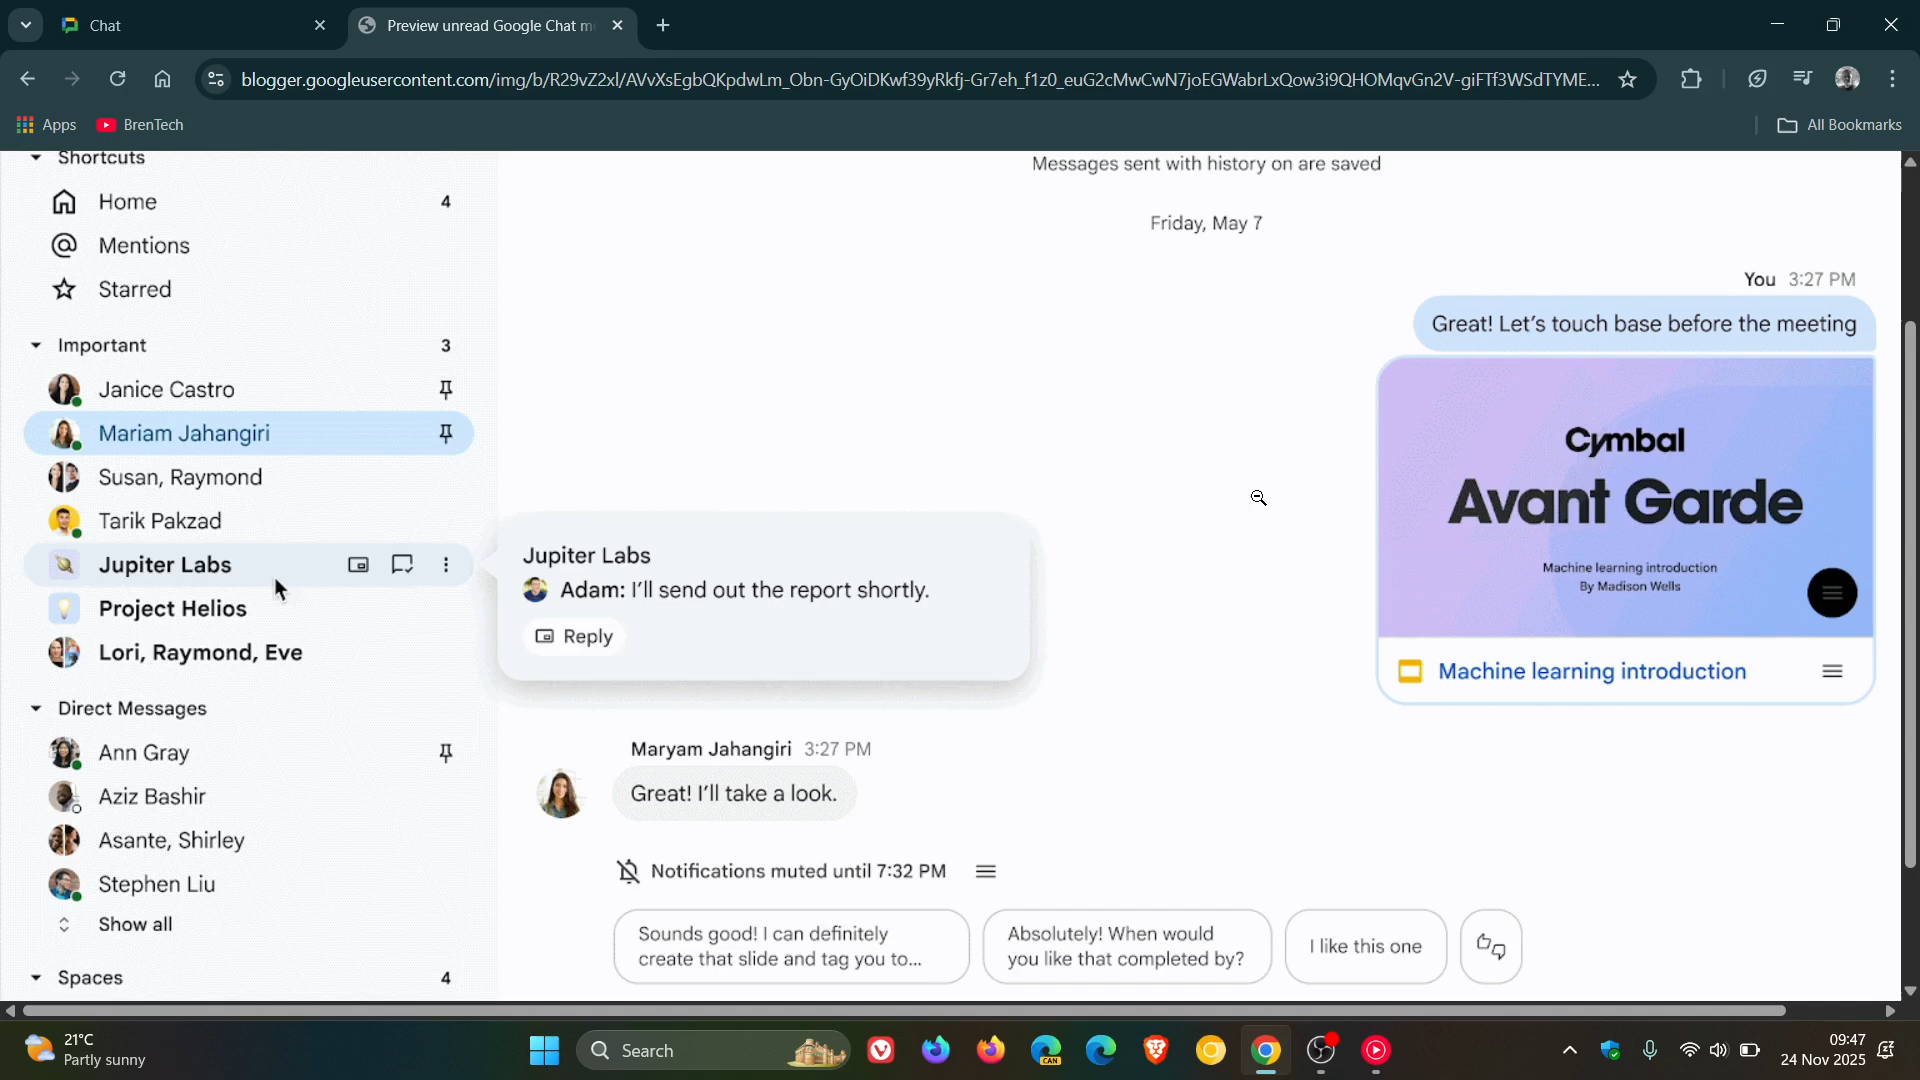 Chat
Preview unread Google Chat m
blogger.googleusercontent.com/img/b/R29vZ2xl/AVvXsEgbQKpdwLm_Obn-GyOiDKwf39yRkfj-Gr7eh_f1z0_euG2cMwCwN7joEGWabrLxQow3i9QHOMqvGn2V-giFTf3WSdTYME...
Apps
BrenTech
All Bookmarks
Shortcuts
Home 4
Mentions
Starred
Important 3
Janice Castro
Mariam Jahangiri
Susan, Raymond
Tarik Pakzad
Jupiter Labs
Project Helios
Lori, Raymond, Eve
Direct Messages
Ann Gray
Aziz Bashir
Asante, Shirley
Stephen Liu
Show all
Spaces 4
Messages sent with history on are saved
Friday, May 7
You 3:27 PM
Great! Let's touch base before the meeting
Cymbal
Avant Garde
Machine learning introduction
By Madison Wells
Machine learning introduction
Jupiter Labs
Adam: I'll send out the report shortly.
Reply
Maryam Jahangiri 3:27 PM
Great! I'll take a look.
Notifications muted until 7:32 PM
Sounds good! I can definitely
create that slide and tag you to...
Absolutely! When would
you like that completed by?
I like this one
21°C
Partly sunny
Search
CAN
09:47
24 Nov 2025